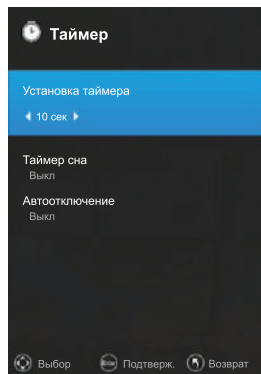 Таймер
Установка таймера
10 сек
Таймер сна
Выкл
Автоотключение
Выкл
Выбор Подтверж. Возврат